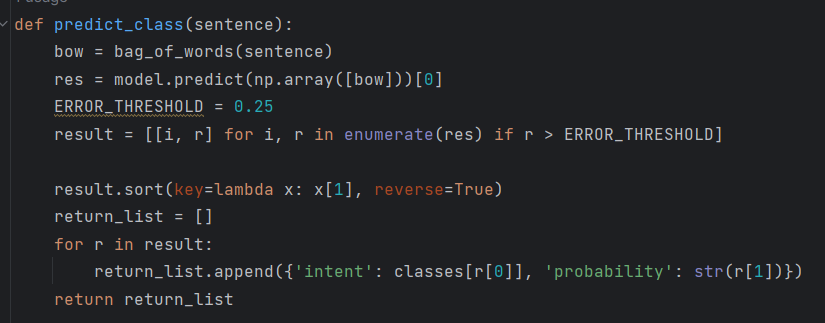 def predict_class(sentence):
    bow = bag_of_words(sentence)
    res = model.predict(np.array([bow]))[0]
    ERROR_THRESHOLD = 0.25
    result = [[i, r] for i, r in enumerate(res) if r > ERROR_THRESHOLD]

    result.sort(key=lambda x: x[1], reverse=True)
    return_list = []
    for r in result:
        return_list.append({'intent': classes[r[0]], 'probability': str(r[1])})
    return return_list